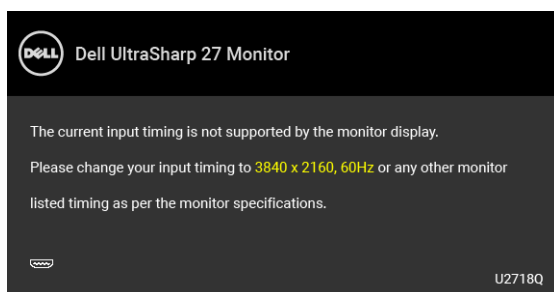 DELL
Dell UltraSharp 27 Monitor
The current input timing is not supported by the monitor display.
Please change your input timing to 3840 x 2160, 60Hz or any other monitor
listed timing as per the monitor specifications.
U2718Q